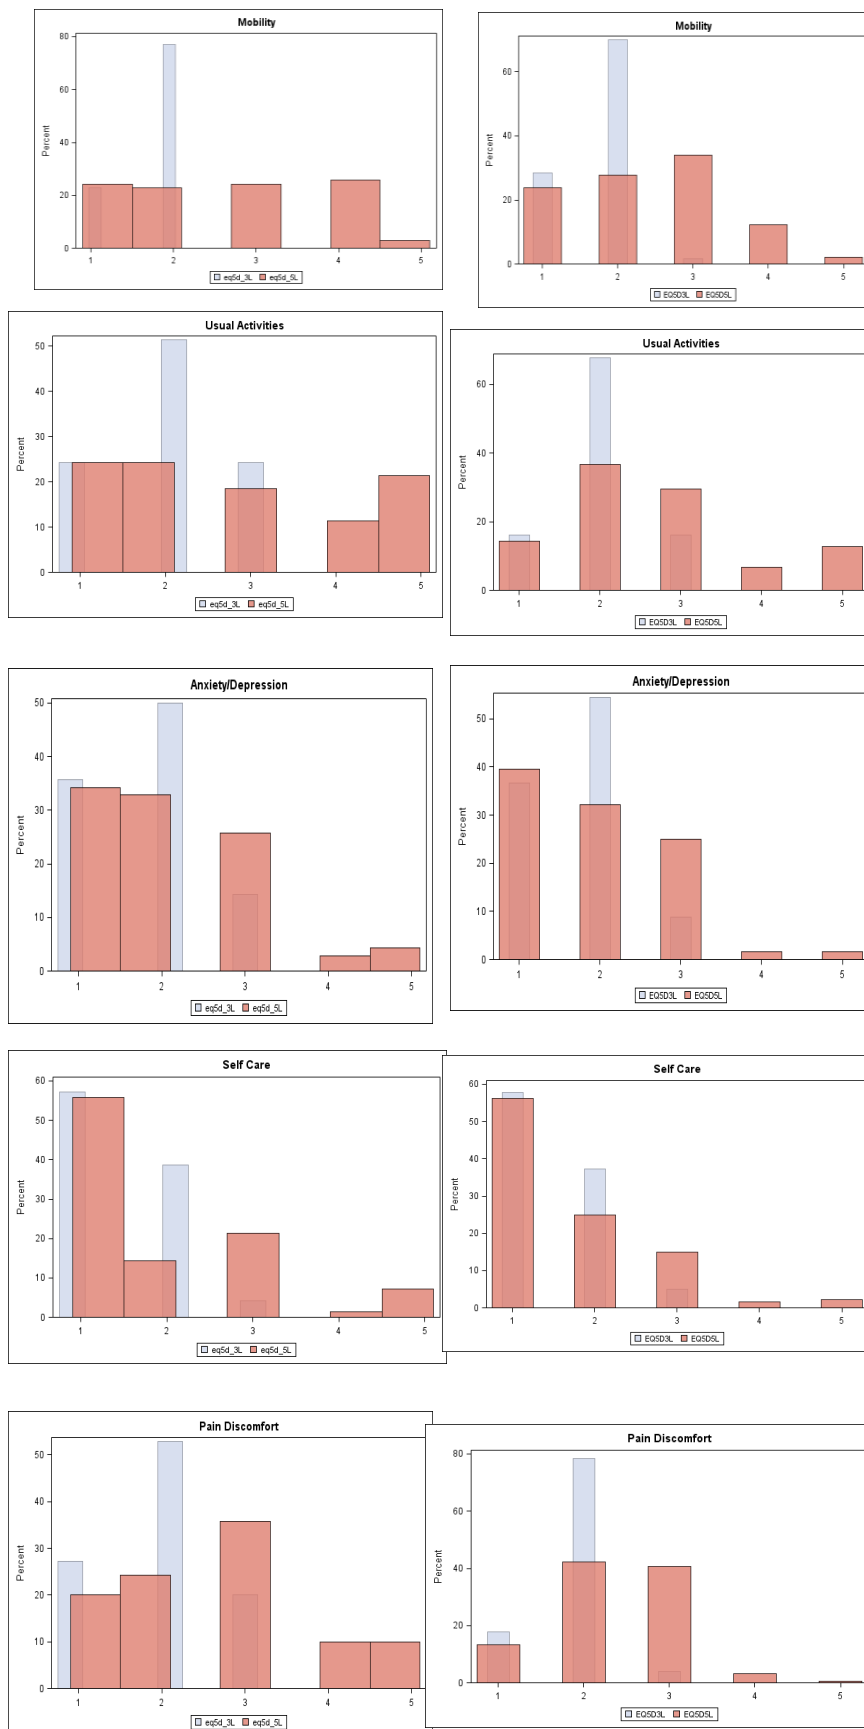 Mobility
80
60
40
20
0
Percent
1 2 3 4 5
eq5d_3L eq5d_5L
Mobility
60
40
20
0
Percent
1 2 3 4 5
EQ5D3L EQ5D5L
Usual Activities
50
40
30
20
10
0
Percent
1 2 3 4 5
eq5d_3L eq5d_5L
Usual Activities
60
40
20
0
Percent
1 2 3 4 5
EQ5D3L EQ5D5L
Anxiety/Depression
50
40
30
20
10
0
Percent
1 2 3 4 5
eq5d_3L eq5d_5L
Anxiety/Depression
50
40
30
20
10
0
Percent
1 2 3 4 5
EQ5D3L EQ5D5L
Self Care
60
50
40
30
20
10
0
Percent
1 2 3 4 5
eq5d_3L eq5d_5L
Self Care
60
50
40
30
20
10
0
Percent
1 2 3 4 5
EQ5D3L EQ5D5L
Pain Discomfort
50
40
30
20
10
0
Percent
1 2 3 4 5
eq5d_3L eq5d_5L
Pain Discomfort
80
60
40
20
0
Percent
1 2 3 4 5
EQ5D3L EQ5D5L